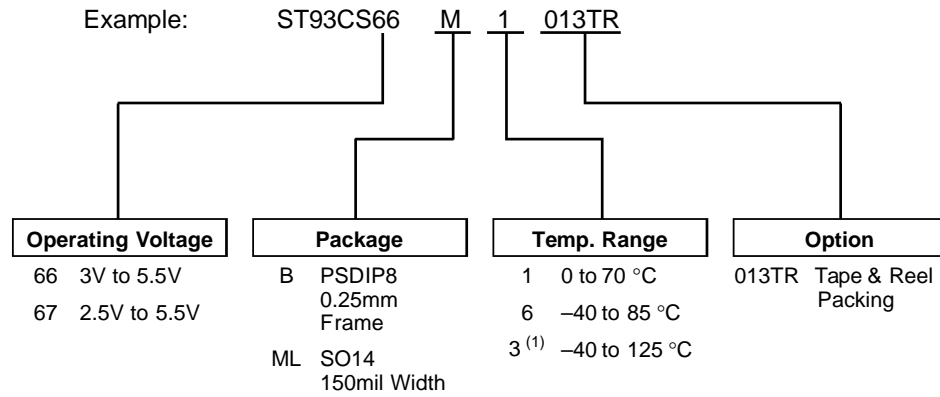 Example: ST93CS66 M 1 013TR
Operating Voltage
66 3V to 5.5V
67 2.5V to 5.5V
Package
B PSDIP8
0.25mm
Frame
ML SO14
150mil Width
Temp. Range
1 0 to 70 °C
6 –40 to 85 °C
3 (1) –40 to 125 °C
Option
013TR Tape & Reel
Packing